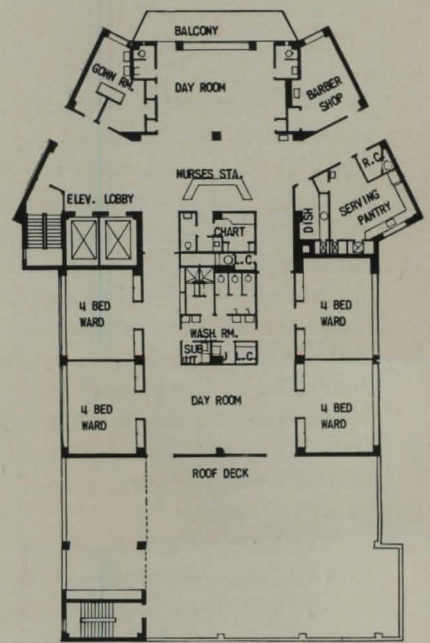 BALCONY
GOWN RM.
DAY ROOM
BARBER
SHOP
NURSES STA.
R.C.
ELEV. LOBBY
DISH
SERVING
PANTRY
CHART
L.C.
4 BED
WARD
4 BED
WARD
WASH RM.
SUB
UT.
J
L.C.
4 BED
WARD
DAY ROOM
4 BED
WARD
ROOF DECK